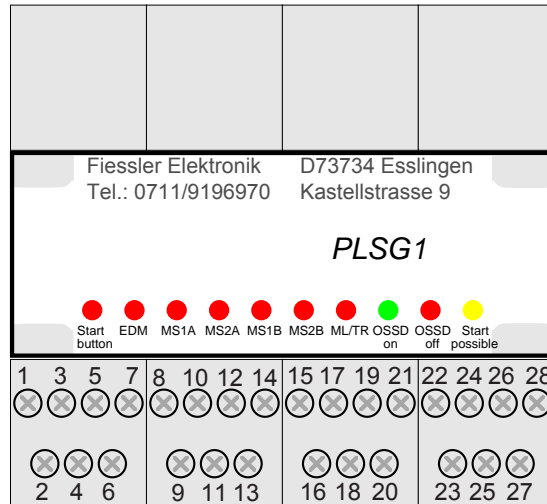 Fiessler Elektronik D73734 Esslingen
Tel.: 0711/9196970 Kastellstrasse 9
PLSG1
Start button EDM MS1A MS2A MS1B MS2B ML/TR OSSD on OSSD off Start possible
1 3 5 7 8 10 12 14 15 17 19 21 22 24 26 28
2 4 6 9 11 13 16 18 20 23 25 27